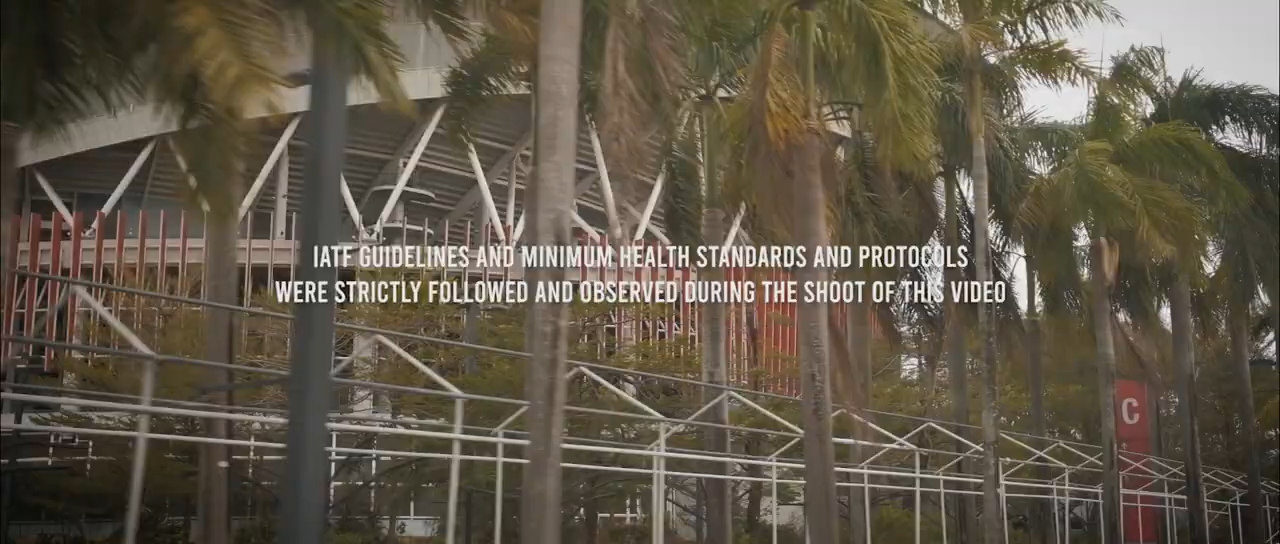 IATF GUIDELINES AND MINIMUM HEALTH STANDARDS AND PROTOCOLS
WERE STRICTLY FOLLOWED AND OBSERVED DURING THE SHOOT OF THIS VIDEO
C